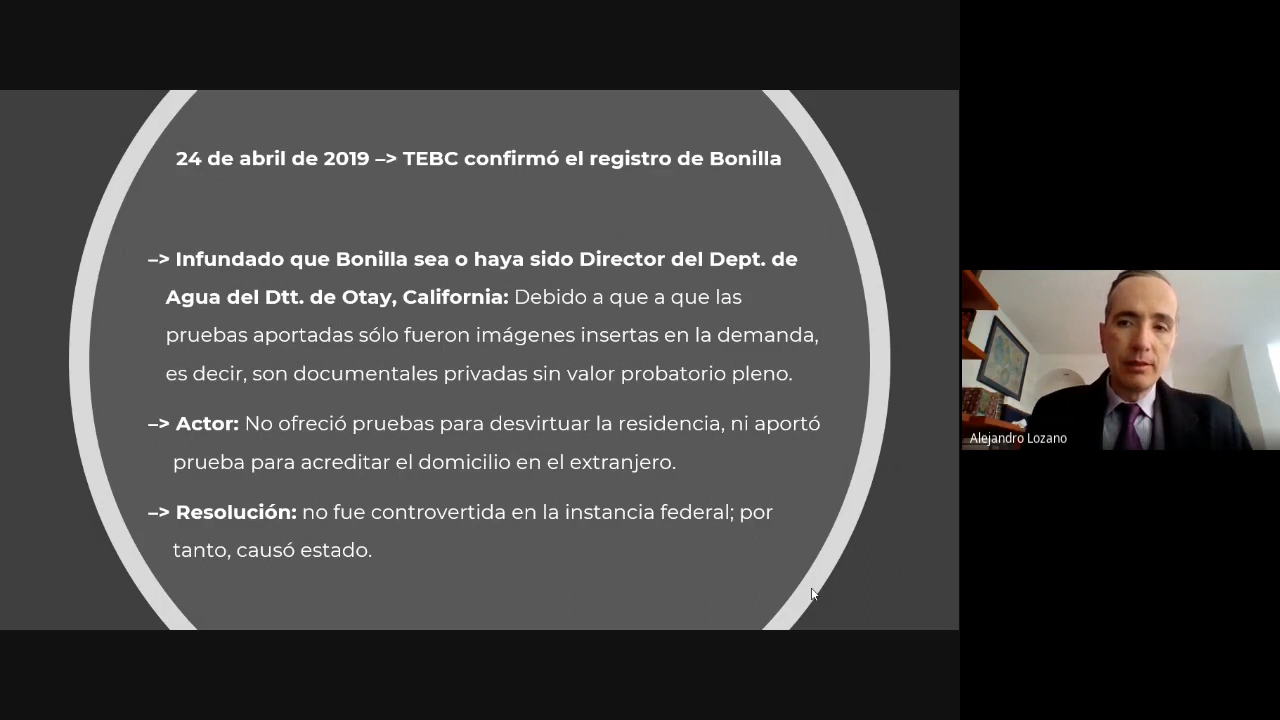 24 de abril de 2019 –> TEBC confirmó el registro de Bonilla
–> Infundado que Bonilla sea o haya sido Director del Dept. de
Agua del Dtt. de Otay, California: Debido a que a que las
pruebas aportadas sólo fueron imágenes insertas en la demanda,
es decir, son documentales privadas sin valor probatorio pleno.
–> Actor: No ofreció pruebas para desvirtuar la residencia, ni aportó
prueba para acreditar el domicilio en el extranjero.
–> Resolución: no fue controvertida en la instancia federal; por
tanto, causó estado.
Alejandro Lozano